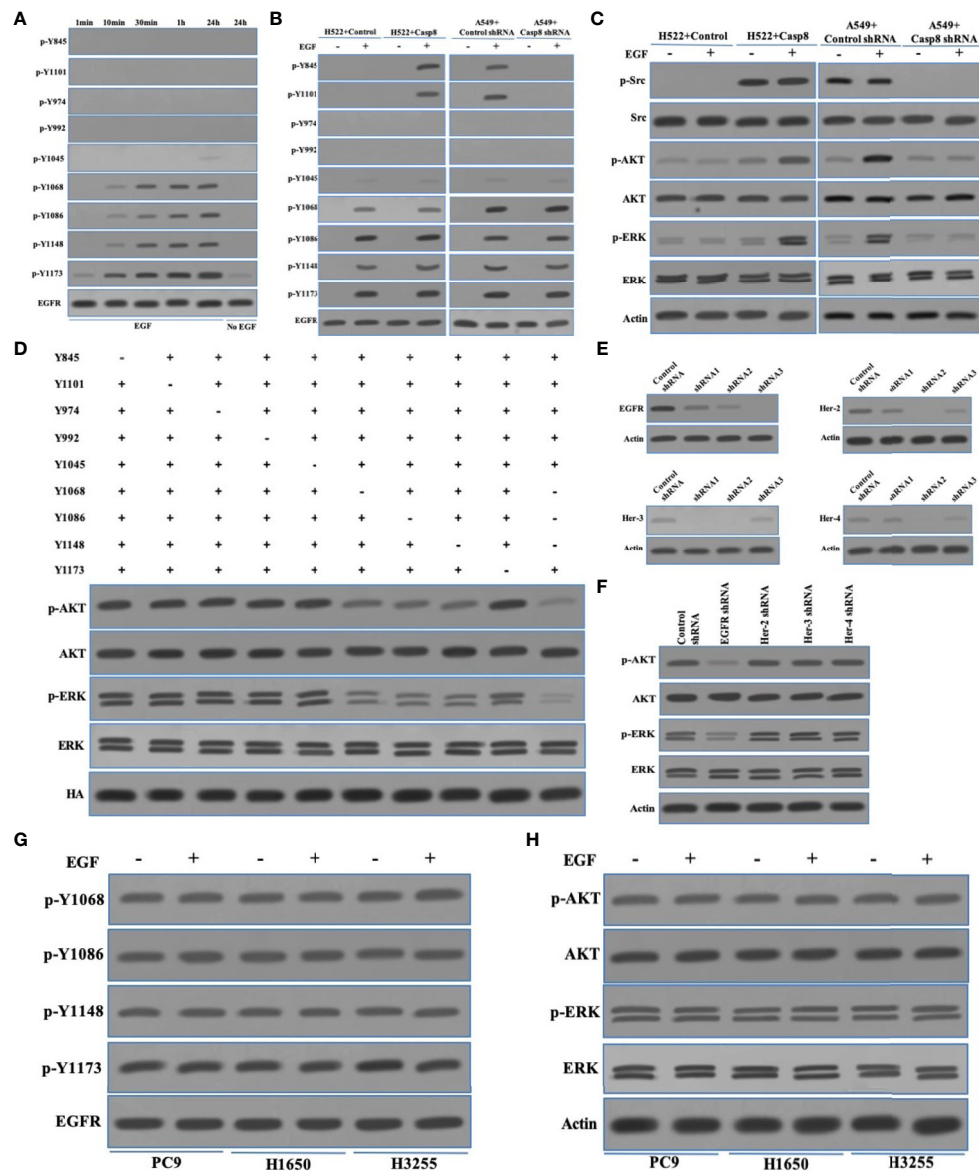 A
1min 10min 30min 1h 24h 24h
p-Y845
p-Y1101
p-Y974
p-Y992
p-Y1045
p-Y1068
p-Y1086
p-Y1148
p-Y1173
EGFR
EGF No EGF
B
H522+Control H522+Casp8 A549+ Control shRNA A549+ Casp8 shRNA
EGF - + - + - + - +
p-Y845
p-Y1101
p-Y974
p-Y992
p-Y1045
p-Y1068
p-Y1086
p-Y1148
p-Y1173
EGFR
C
H522+Control H522+Casp8 A549+ Control shRNA A549+ Casp8 shRNA
EGF - + - + - + - +
p-Src
Src
p-AKT
AKT
p-ERK
ERK
Actin
D
Y845 - + + + + + + + + +
Y1101 + - + + + + + + + +
Y974 + + - + + + + + + +
Y992 + + + - + + + + + +
Y1045 + + + + - + + + + +
Y1068 + + + + + - + + + -
Y1086 + + + + + + - + + -
Y1148 + + + + + + + - + -
Y1173 + + + + + + + + - +
p-AKT
AKT
p-ERK
ERK
HA
E
Control shRNA shRNA1 shRNA2 shRNA3
EGFR
Actin
Control shRNA shRNA1 shRNA2 shRNA3
Her-2
Actin
Control shRNA shRNA1 shRNA2 shRNA3
Her-3
Actin
Control shRNA shRNA1 shRNA2 shRNA3
Her-4
Actin
F
Control shRNA EGFR shRNA Her-2 shRNA Her-3 shRNA Her-4 shRNA
p-AKT
AKT
p-ERK
ERK
Actin
G
EGF - + - + - +
p-Y1068
p-Y1086
p-Y1148
p-Y1173
EGFR
PC9 H1650 H3255
H
EGF - + - + - +
p-AKT
AKT
p-ERK
ERK
Actin
PC9 H1650 H3255